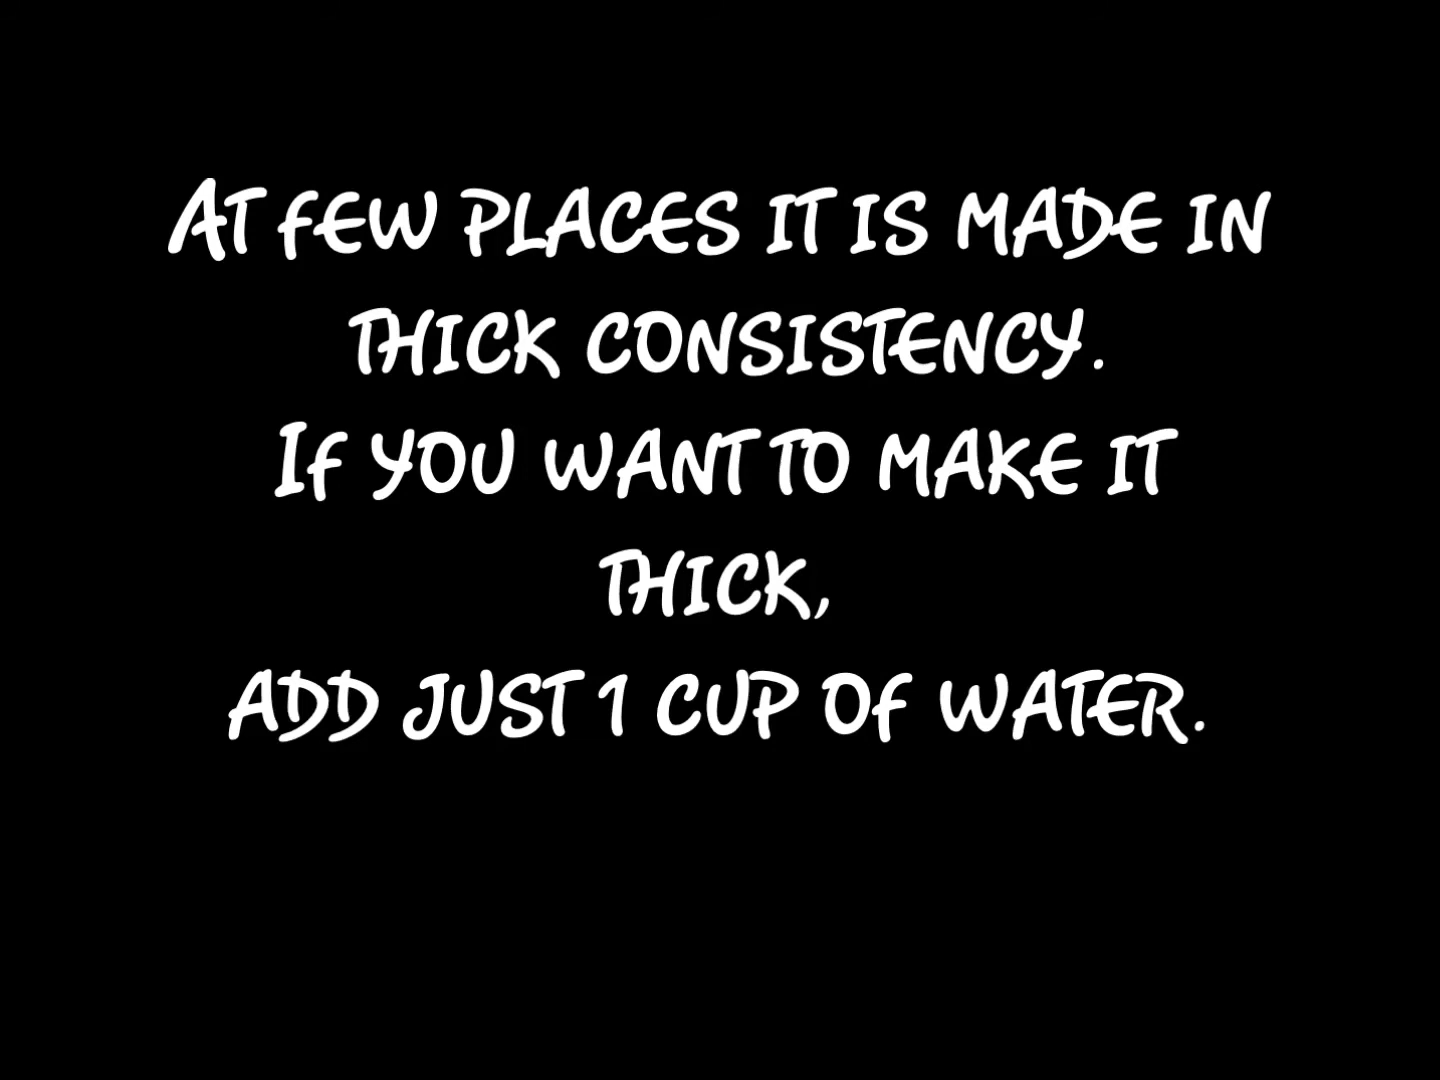 At few places it is made in
thick consistency.
If you want to make it
thick,
add just 1 cup of water.